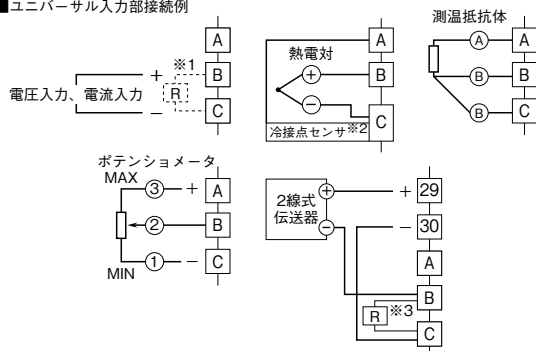 ■ユニバーサル入力部接続例
電圧入力、電流入力
+
−
※1
R
A
B
C
熱電対
+
−
冷接点センサ※2
A
B
C
測温抵抗体
A
B
B
A
B
C
ポテンショメータ
MAX
3 +
2
1 −
MIN
A
B
C
2線式
伝送器
+
−
+ 29
− 30
A
B
C
R ※3